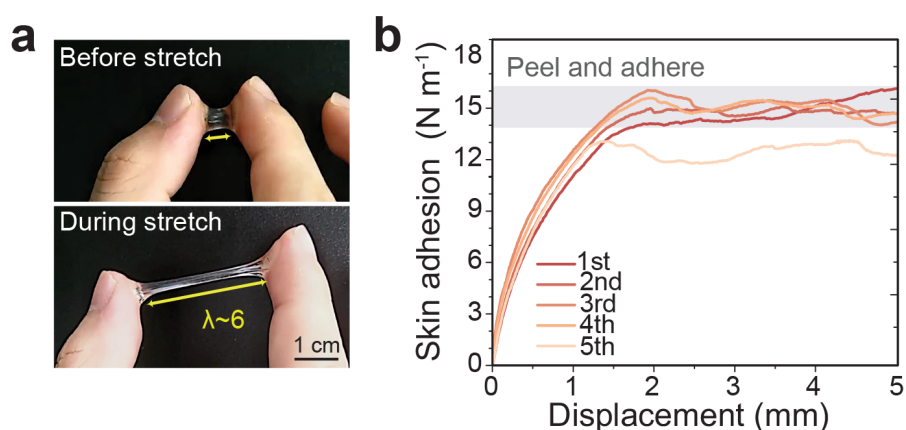 a
Before stretch
During stretch
λ~6
1 cm
b
Skin adhesion (N m⁻¹)
18
15
12
9
6
3
0
Peel and adhere
1st
2nd
3rd
4th
5th
0
1
2
3
4
5
Displacement (mm)